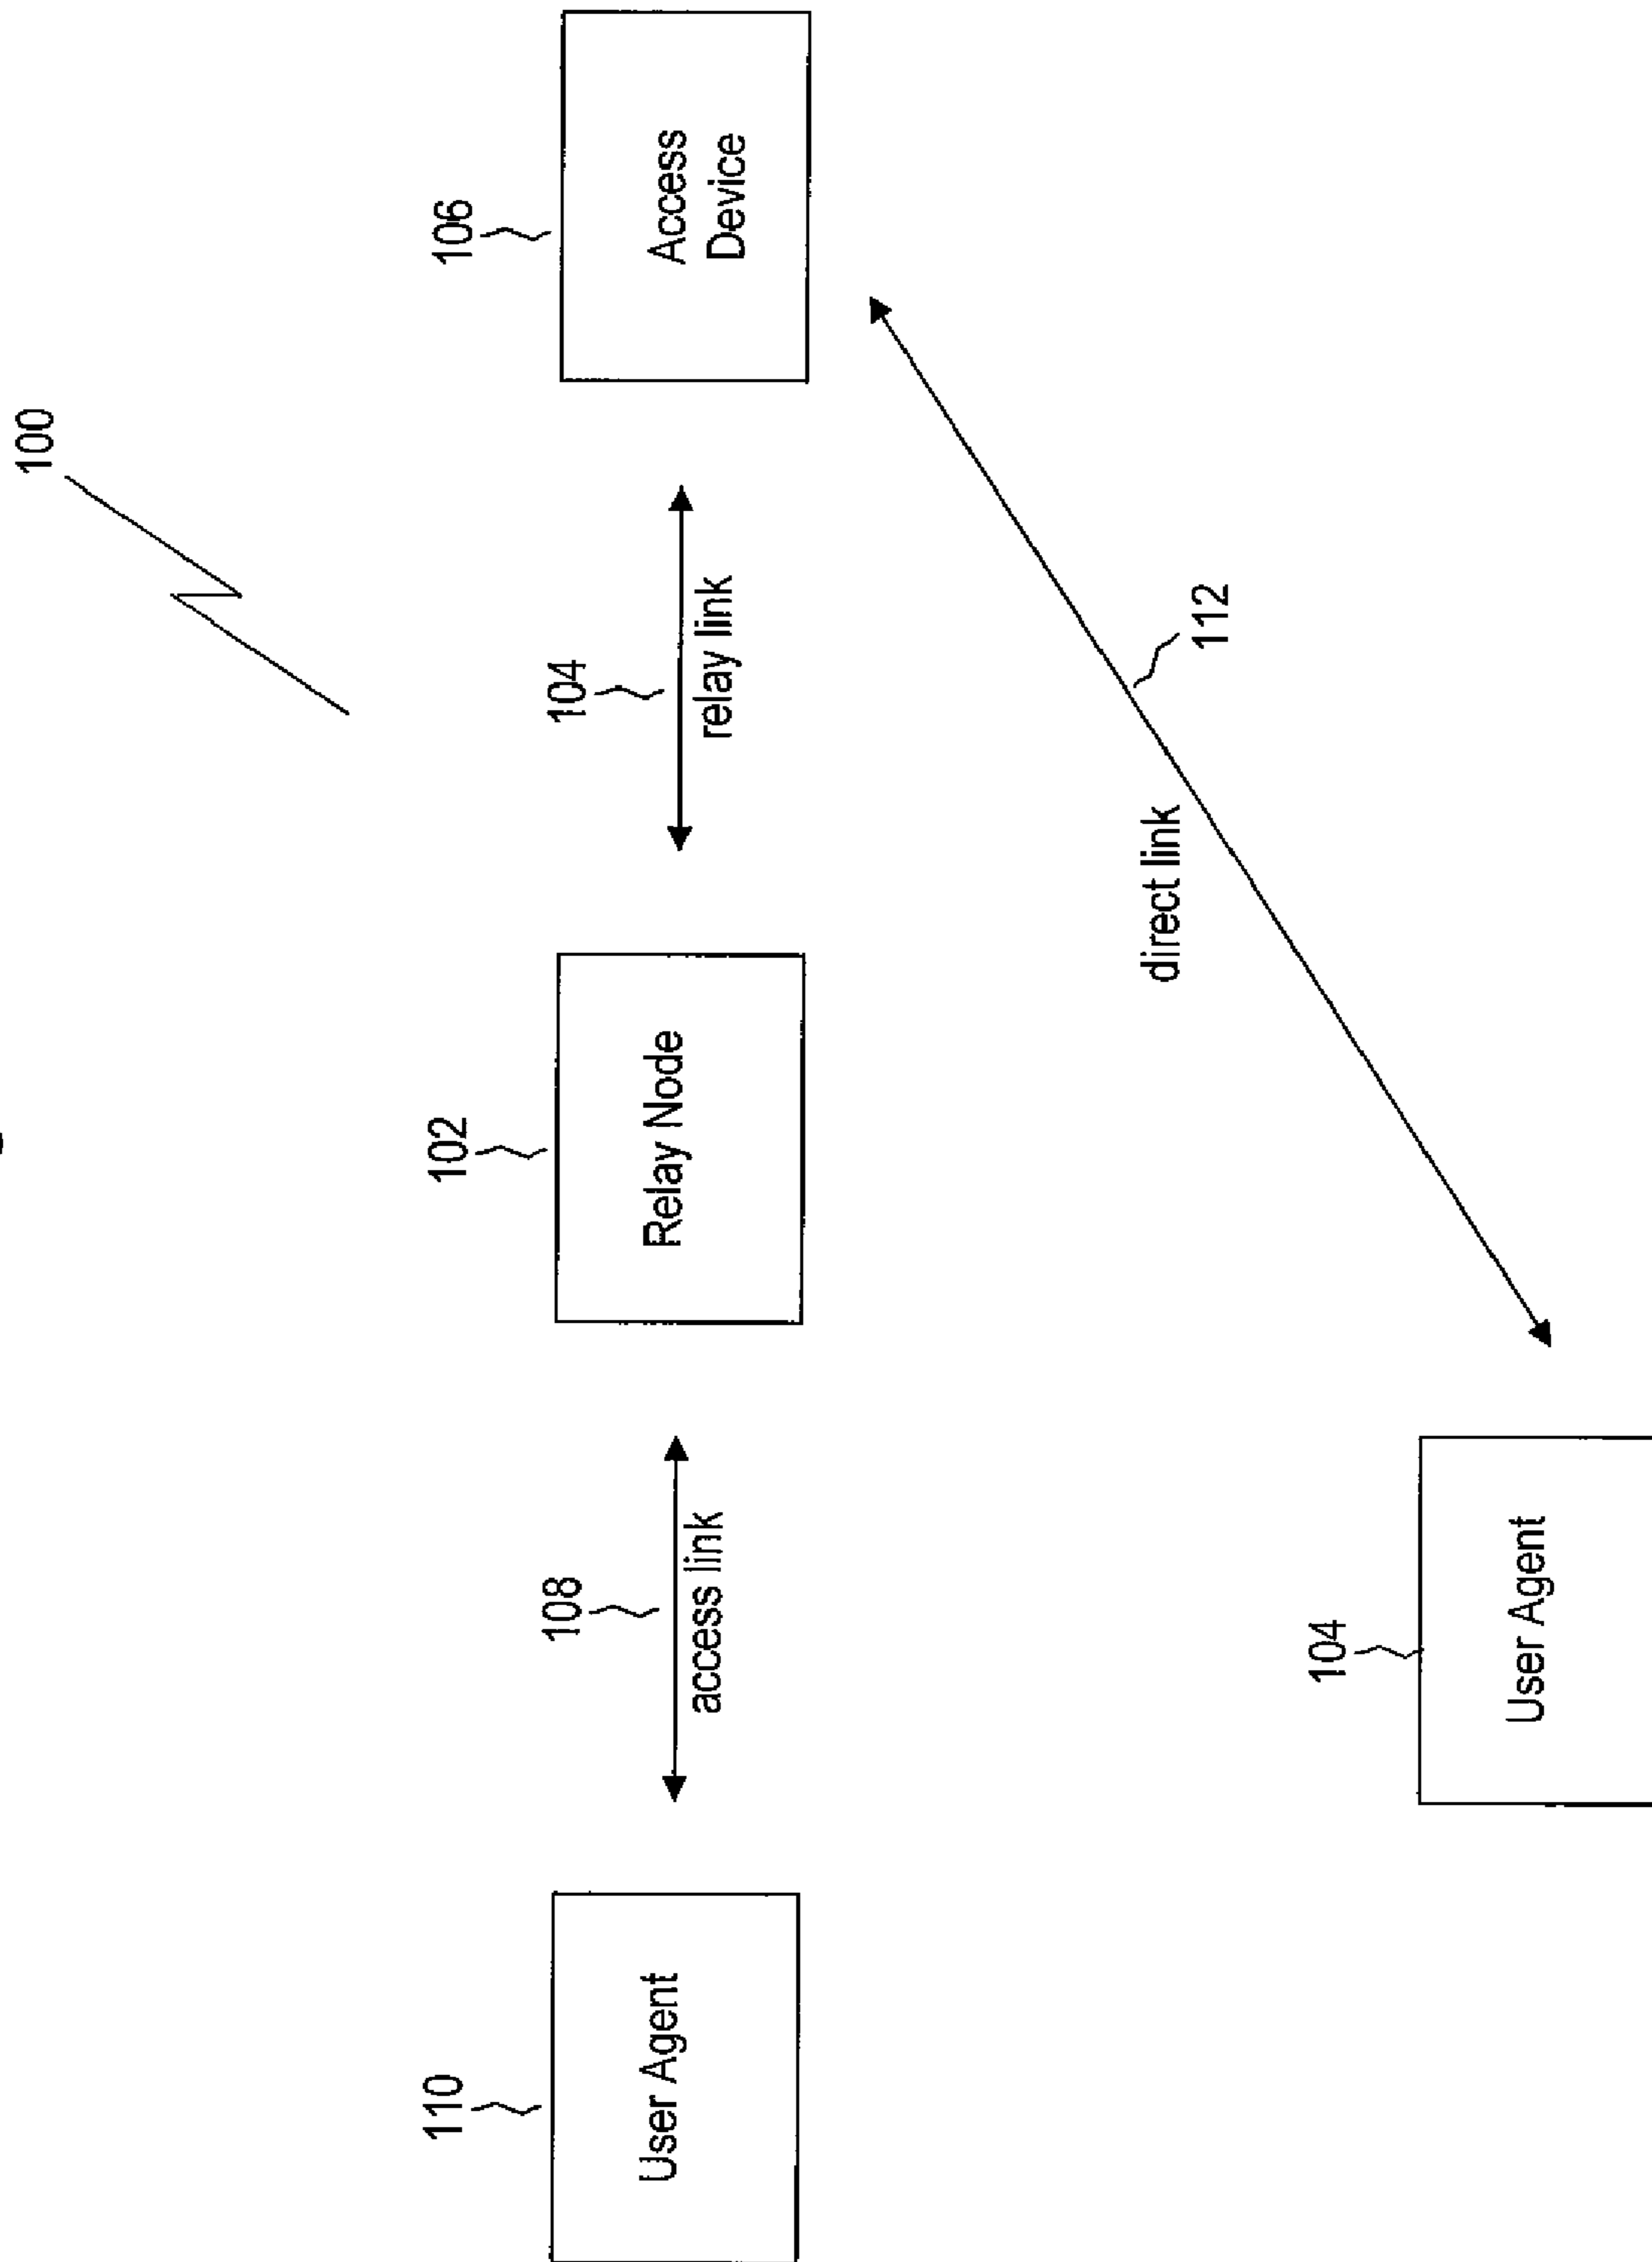 100
110
User Agent
108
access link
102
Relay Node
104
relay link
106
Access
Device
104
User Agent
direct link
112